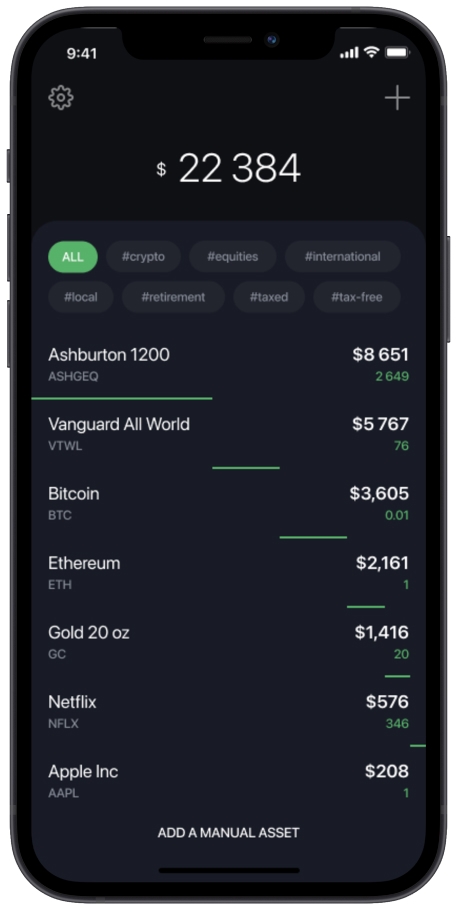 9:41
$ 22 384
ALL #crypto #equities #international
#local #retirement #taxed #tax-free
Ashburton 1200 $8 651
ASHGEQ 2 649
Vanguard All World $5 767
VTWL 76
Bitcoin $3,605
BTC 0.01
Ethereum $2,161
ETH 1
Gold 20 oz $1,416
GC 20
Netflix $576
NFLX 346
Apple Inc $208
AAPL 1
ADD A MANUAL ASSET